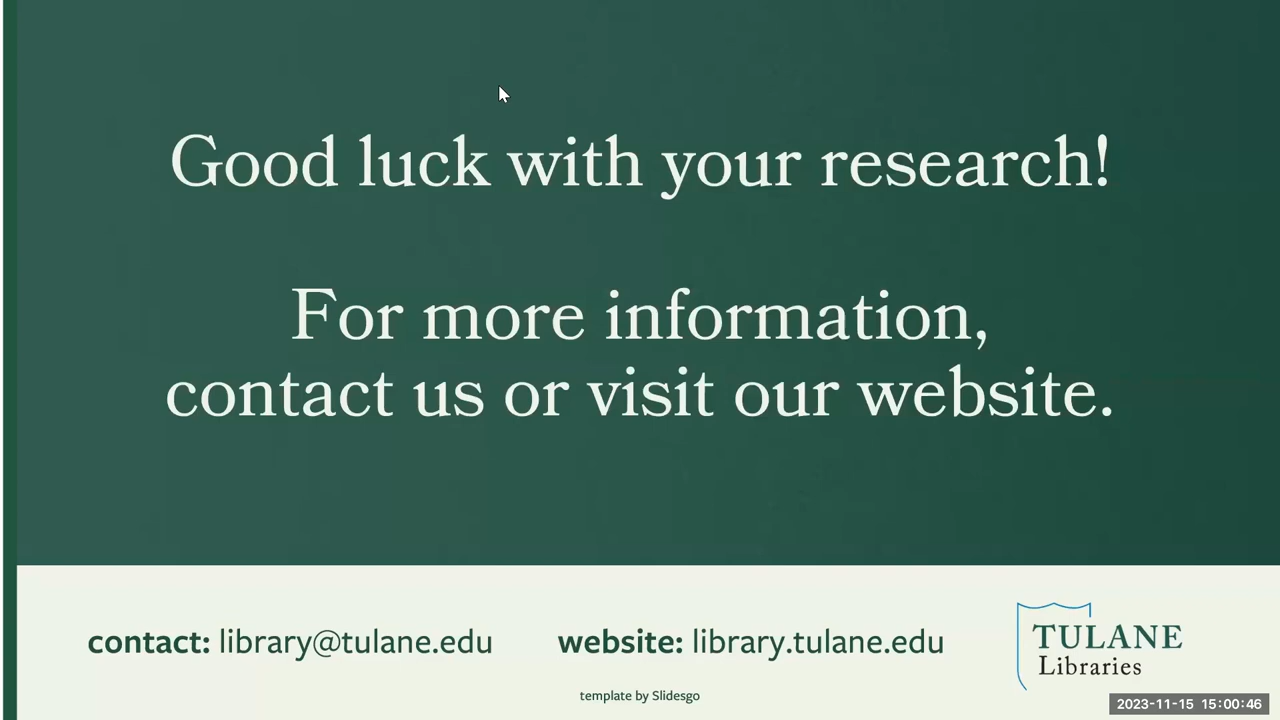 Good luck with your research!
For more information,
contact us or visit our website.
contact: library@tulane.edu
website: library.tulane.edu
TULANE
Libraries
template by Slidesgo
2023-11-15 15:00:46